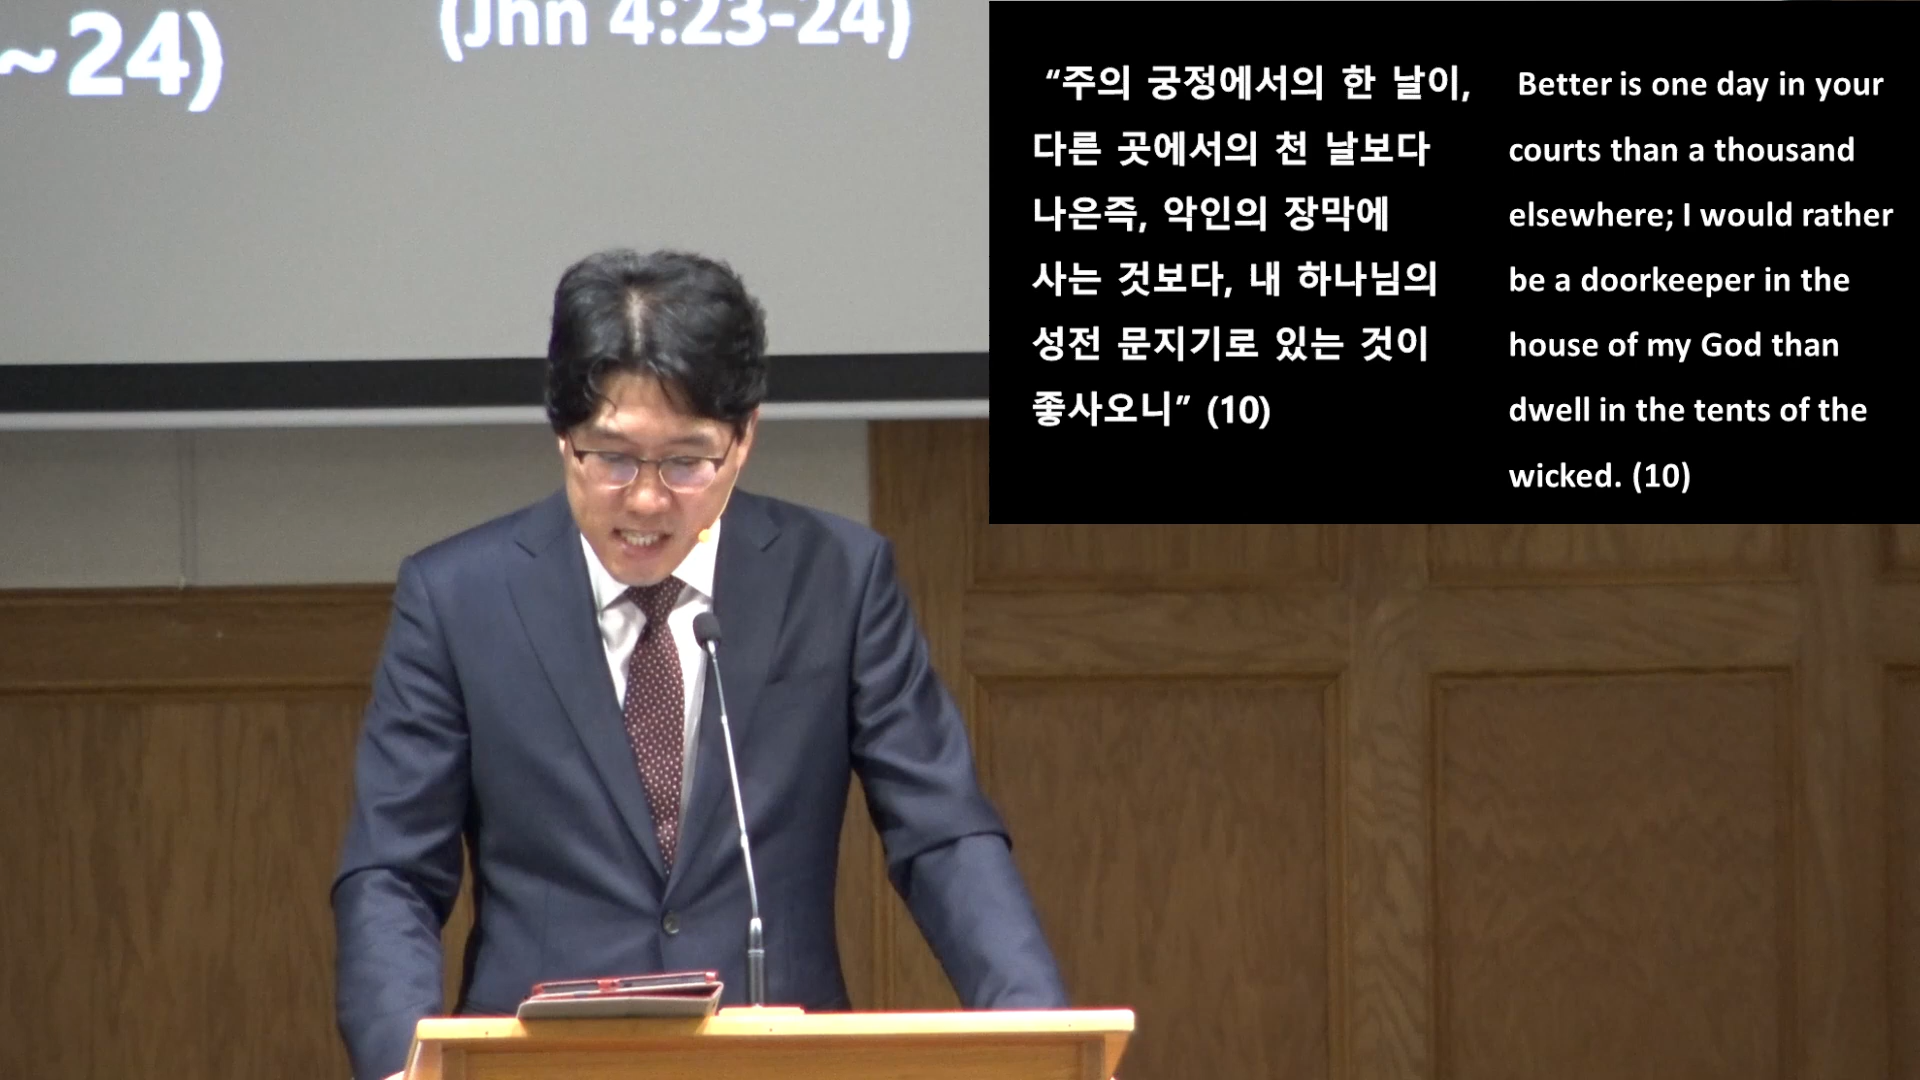 ~24)
(Jhn 4:23-24)
“주의 궁정에서의 한 날이,
다른 곳에서의 천 날보다
나은즉, 악인의 장막에
사는 것보다, 내 하나님의
성전 문지기로 있는 것이
좋사오니” (10)
Better is one day in your
courts than a thousand
elsewhere; I would rather
be a doorkeeper in the
house of my God than
dwell in the tents of the
wicked. (10)